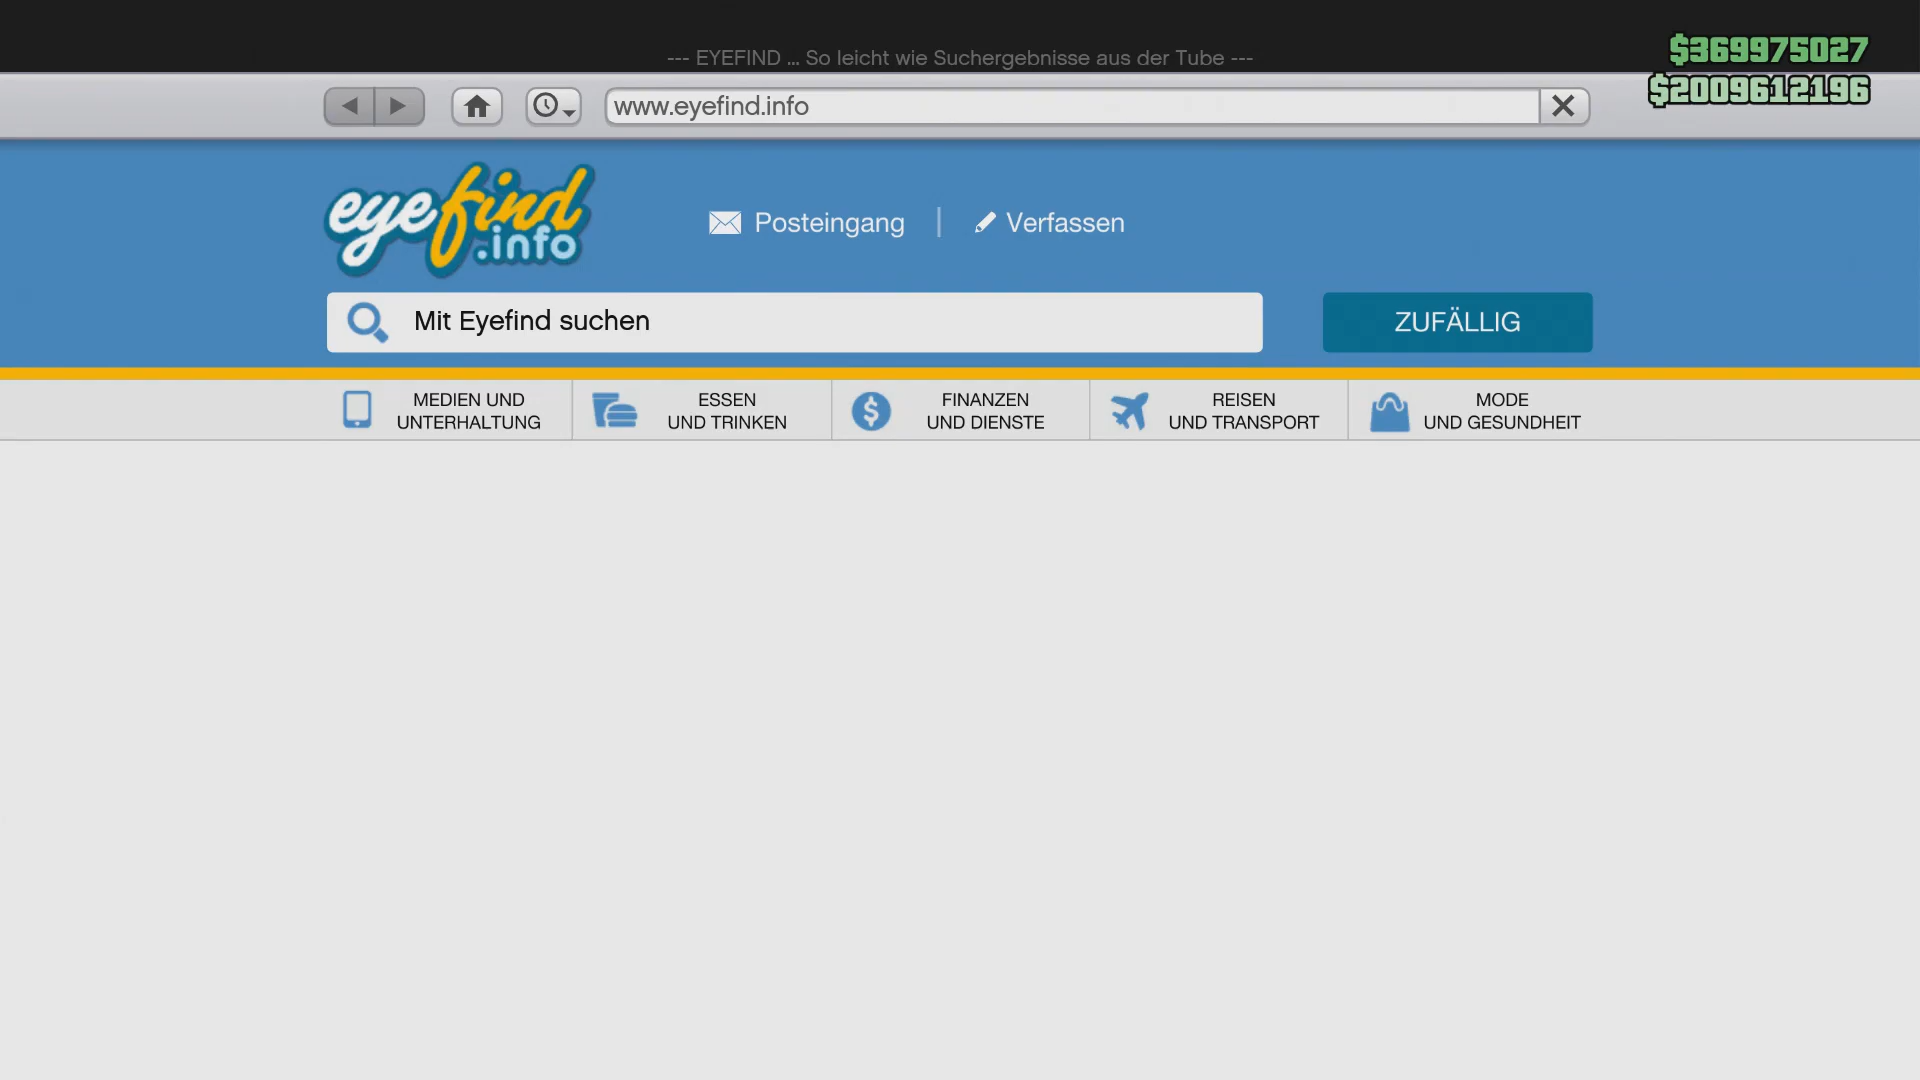 --- EYEFIND ... So leicht wie Suchergebnisse aus der Tube ---
$369975027
$2009612196
www.eyefind.info
eyefind
.info
Posteingang
Verfassen
Mit Eyefind suchen
ZUFÄLLIG
MEDIEN UND
UNTERHALTUNG
ESSEN
UND TRINKEN
FINANZEN
UND DIENSTE
REISEN
UND TRANSPORT
MODE
UND GESUNDHEIT